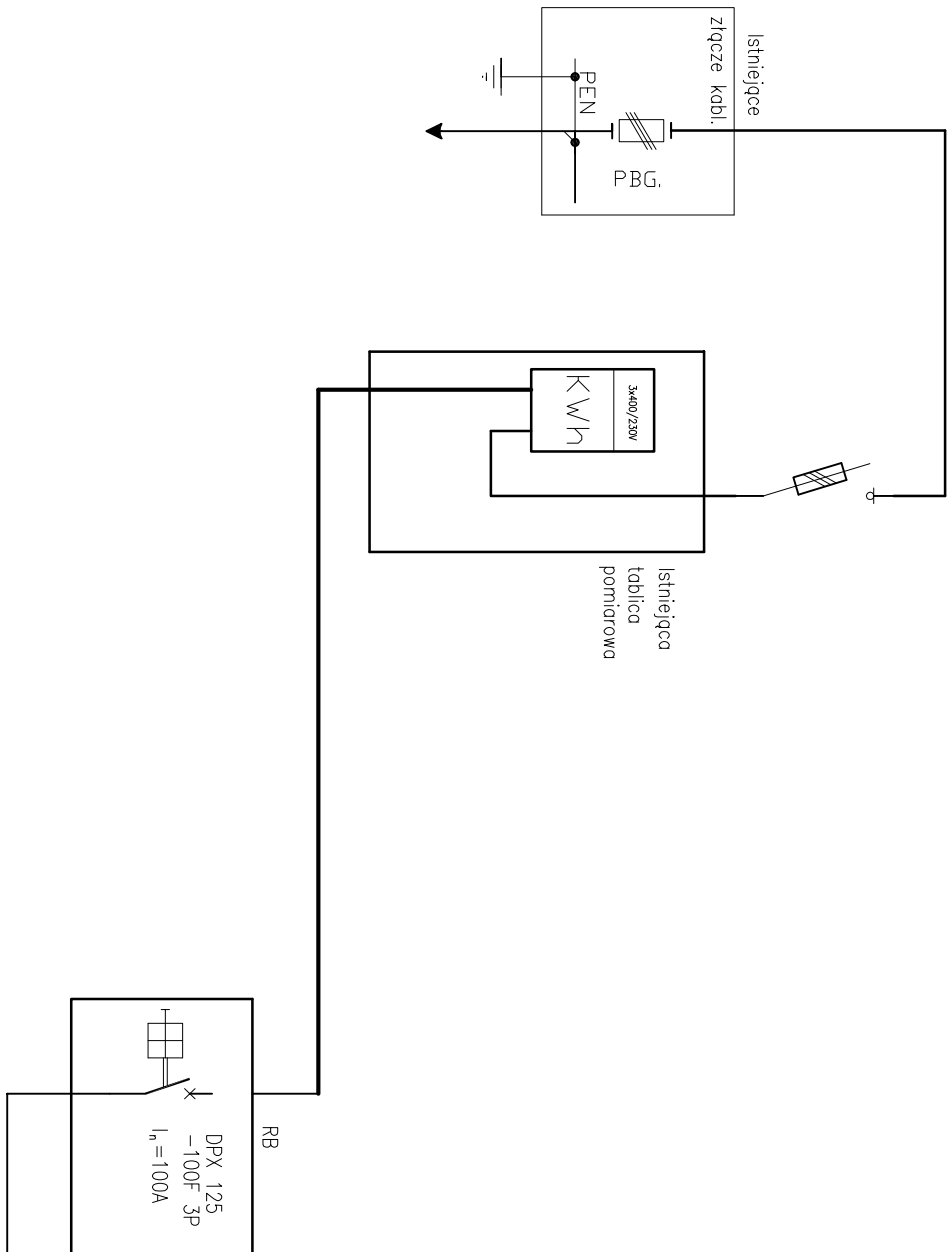 Istniejące
złącze kabl.
PEN
PBG.
3x400/230V
KWh
Istniejąca
tablica
pomiarowa
RB
DPX 125
-100F 3P
In=100A